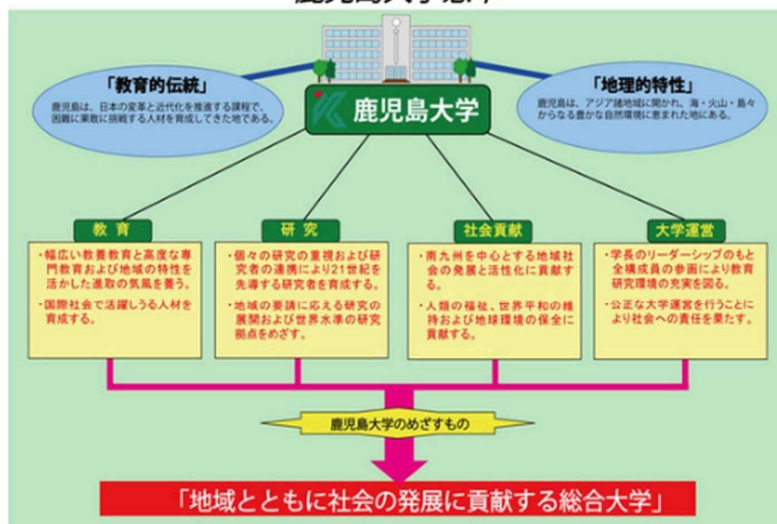 「教育的伝統」
鹿児島は、日本の変革と近代化を推進する課程で、
困難に果敢に挑戦する人材を育成してきた地である。
「地理的特性」
鹿児島は、アジア諸地域に開かれ、海・火山・島々
からなる豊かな自然環境に恵まれた地にある。
鹿児島大学
教育
・幅広い教養教育と高度な専
門教育および地域の特性を
活かした進取の気風を養う。
・国際社会で活躍しうる人材を
育成する。
研究
・個々の研究の重視および研
究者の連携により21世紀を
先導する研究者を育成する。
・地域の要請に応える研究の
展開および世界水準の研究
拠点をめざす。
社会貢献
・南九州を中心とする地域社
会の発展と活性化に貢献す
る。
・人類の福祉、世界平和の維
持および地球環境の保全に
貢献する。
大学運営
・学長のリーダーシップのもと
全構成員の参画により教育
研究環境の充実を図る。
・公正な大学運営を行うことに
より社会への責任を果たす。
鹿児島大学のめざすもの
「地域とともに社会の発展に貢献する総合大学」